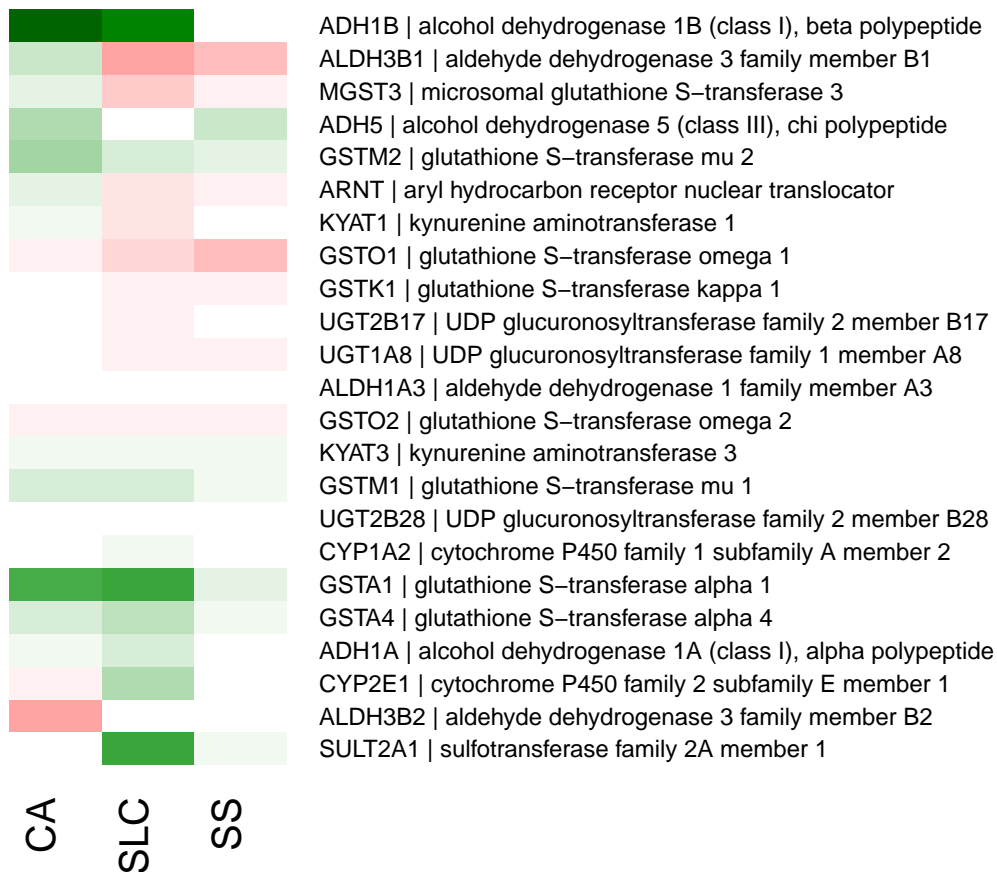 ADH1B | alcohol dehydrogenase 1B (class I), beta polypeptide
ALDH3B1 | aldehyde dehydrogenase 3 family member B1
MGST3 | microsomal glutathione S−transferase 3
ADH5 | alcohol dehydrogenase 5 (class III), chi polypeptide
GSTM2 | glutathione S−transferase mu 2
ARNT | aryl hydrocarbon receptor nuclear translocator
KYAT1 | kynurenine aminotransferase 1
GSTO1 | glutathione S−transferase omega 1
GSTK1 | glutathione S−transferase kappa 1
UGT2B17 | UDP glucuronosyltransferase family 2 member B17
UGT1A8 | UDP glucuronosyltransferase family 1 member A8
ALDH1A3 | aldehyde dehydrogenase 1 family member A3
GSTO2 | glutathione S−transferase omega 2
KYAT3 | kynurenine aminotransferase 3
GSTM1 | glutathione S−transferase mu 1
UGT2B28 | UDP glucuronosyltransferase family 2 member B28
CYP1A2 | cytochrome P450 family 1 subfamily A member 2
GSTA1 | glutathione S−transferase alpha 1
GSTA4 | glutathione S−transferase alpha 4
ADH1A | alcohol dehydrogenase 1A (class I), alpha polypeptide
CYP2E1 | cytochrome P450 family 2 subfamily E member 1
ALDH3B2 | aldehyde dehydrogenase 3 family member B2
SULT2A1 | sulfotransferase family 2A member 1
CA
SLC
SS